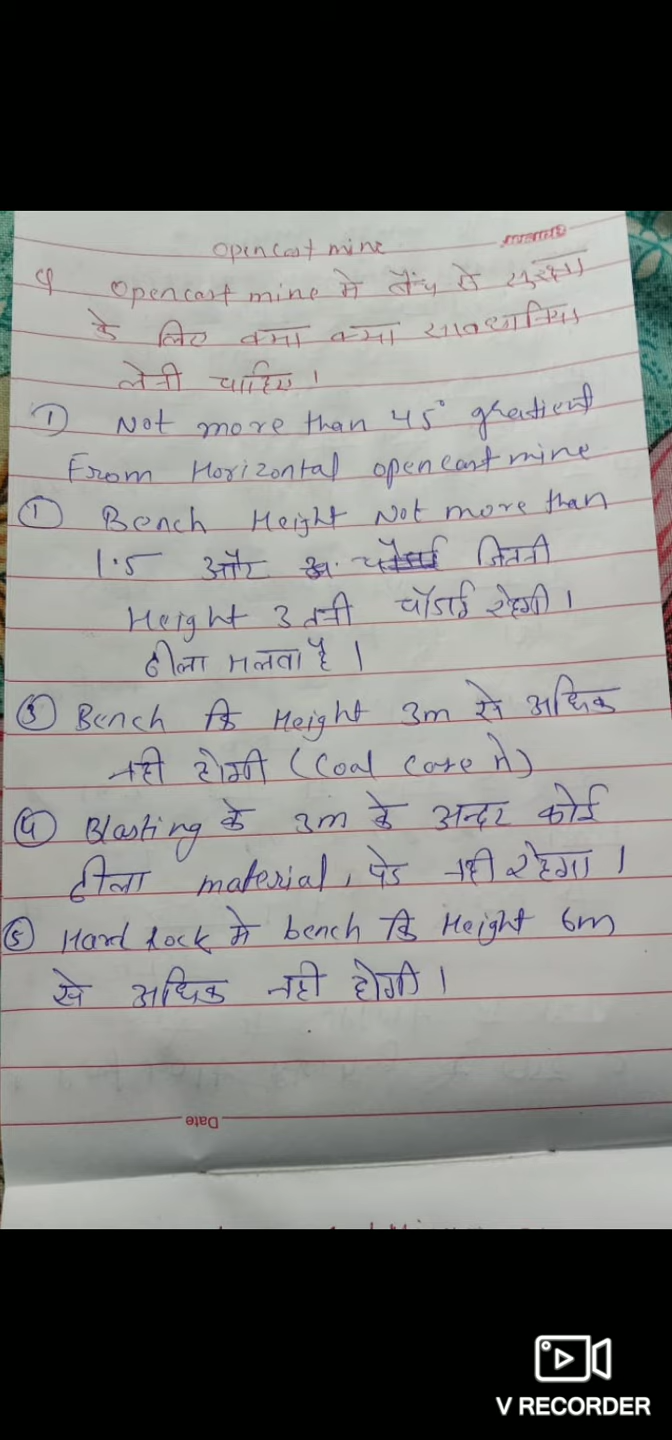 opencast mine
Q Opencast mine मे बैंच से सुरक्षा
के लिए क्या क्या सावधानिया
लेनी चाहिए।
① Not more than 45° gradient
From Horizontal opencast mine
① Bench Height Not more than
1.5 और जितनी
Height उतनी चौडाई रहेगी।
ढीला मलवा है।
③ Bench कि Height 3m से अधिक
नही होगी (Coal case मे)
④ Blasting के 3m के अन्दर कोई
ढीला material, पेड नही रहेगा।
⑤ Hard Rock मे bench कि Height 6m
से अधिक नही होगी।
Date
V RECORDER